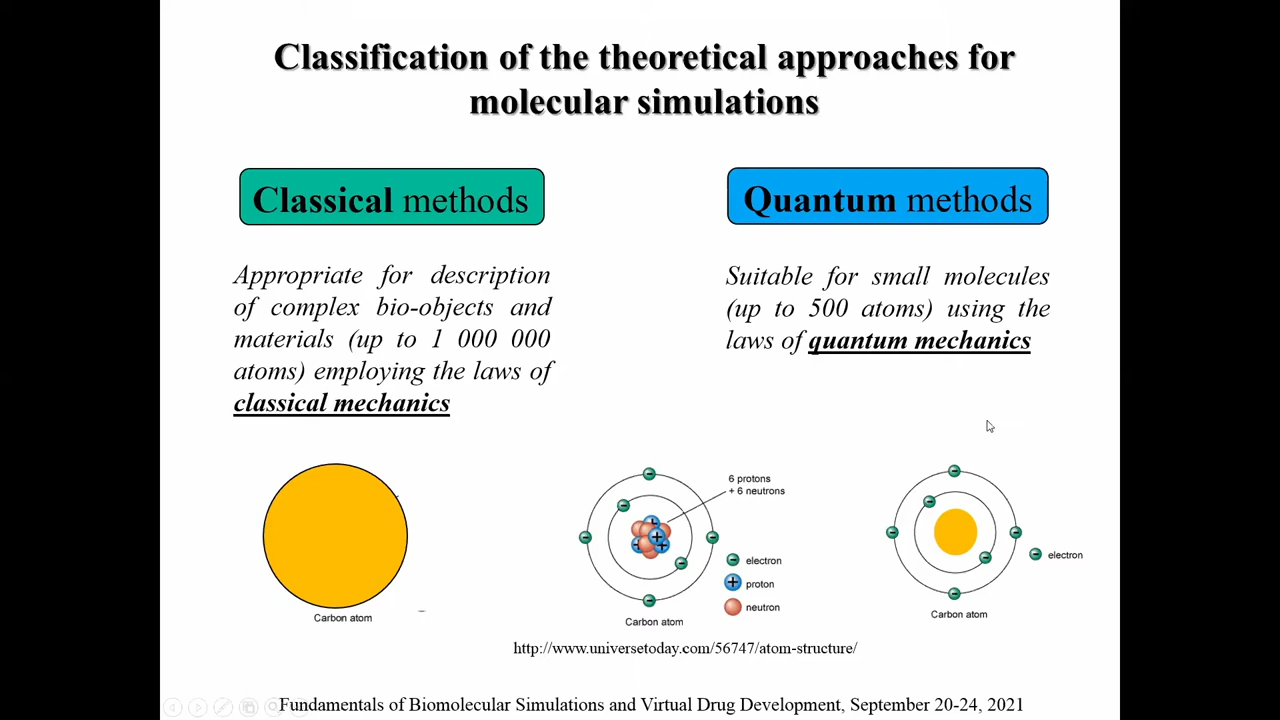 Classification of the theoretical approaches for
molecular simulations
Classical methods
Appropriate for description
of complex bio-objects and
materials (up to 1 000 000
atoms) employing the laws of
classical mechanics
Quantum methods
Suitable for small molecules
(up to 500 atoms) using the
laws of quantum mechanics
Carbon atom
6 protons
+ 6 neutrons
electron
proton
neutron
Carbon atom
electron
Carbon atom
http://www.universetoday.com/56747/atom-structure/
Fundamentals of Biomolecular Simulations and Virtual Drug Development, September 20-24, 2021